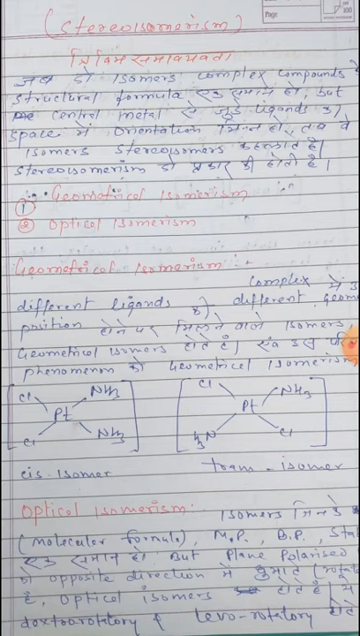 Page
(Stereoisomerism)
त्रिविम समावयवता
जब दो Isomers complex compounds
structural formula एक समान हो, but
central metal से जुड़े ligands का
space में orientation भिन्न हो, तब वे
Isomers stereoisomers कहलाते है।
Stereoisomerism दो प्रकार की होती है।
① Geometrical Isomerism
② Optical Isomerism
Geometrical Isomerism :-
complex में
different ligands की different
position होने पर मिलने वाले Isomers,
Geometrical Isomers होते है। एवं इस
phenomenon को Geometrical Isomerism
Cl NH3 Cl NH3
Pt Pt
Cl NH3 H3N Cl
cis-Isomer trans-isomer
Optical Isomerism:- Isomers जिनके
(molecular formula), M.P., B.P.,
एक समान हो. But Plane Polarised
को opposite direction में घुमाते
है, Optical isomers होते है ये
dextrorotatory & levo-rotatory होते